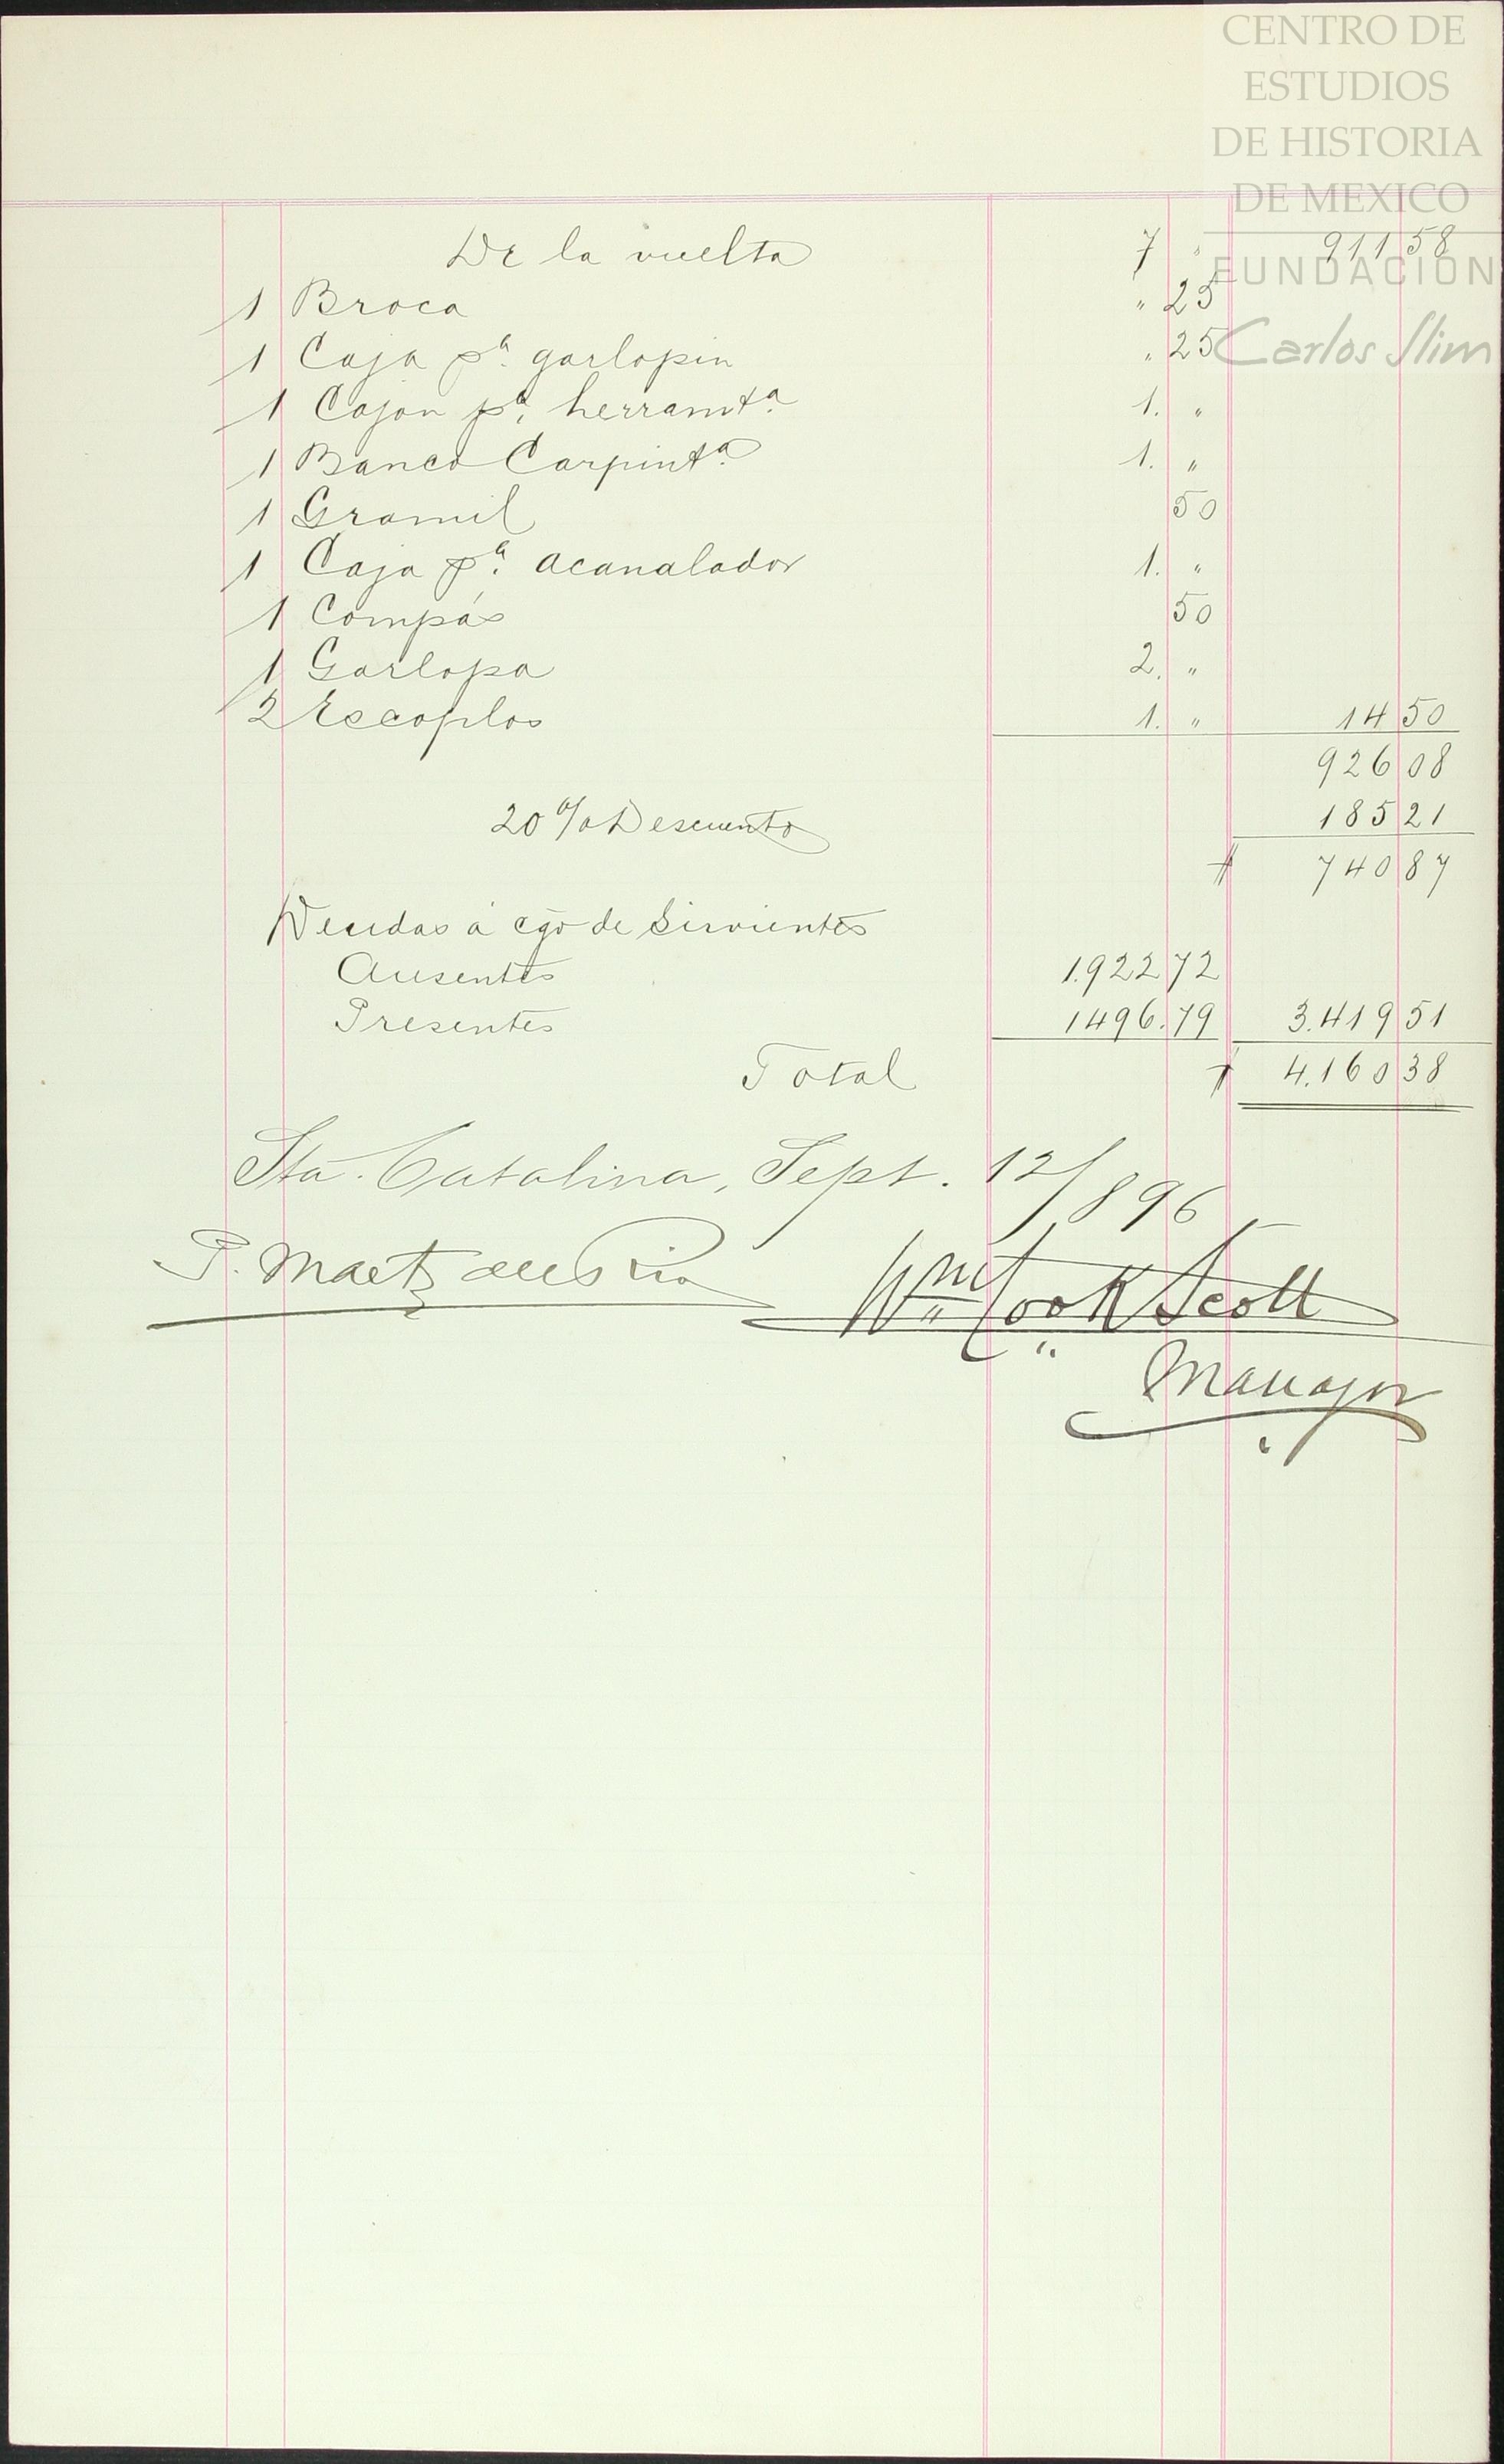 CENTRO DE
ESTUDIOS
DE HISTORIA
DE MEXICO
FUNDACION
Carlos Slim
De la vuelta 7 " 911 58
1 Broca " 25
1 Caja pª. garlopin " 25
1 Cajon pª. herramtª. 1. "
1 Banco Carpintª. 1. "
1 Gramil 50
1 Caja pª. acanalador 1. "
1 Compás 50
1 Garlopa 2. "
2 Escoplos 1. " 14 50
926 08
20% Descuento 185 21
740 87
Deudas á cgo de Sirvientes
Ausentes 1.922 72
Presentes 1496.79 3.419 51
Total 4.160 38
Sta. Catalina, Sept. 12/896
P. Maetz
Wm Cook Scott
Manager